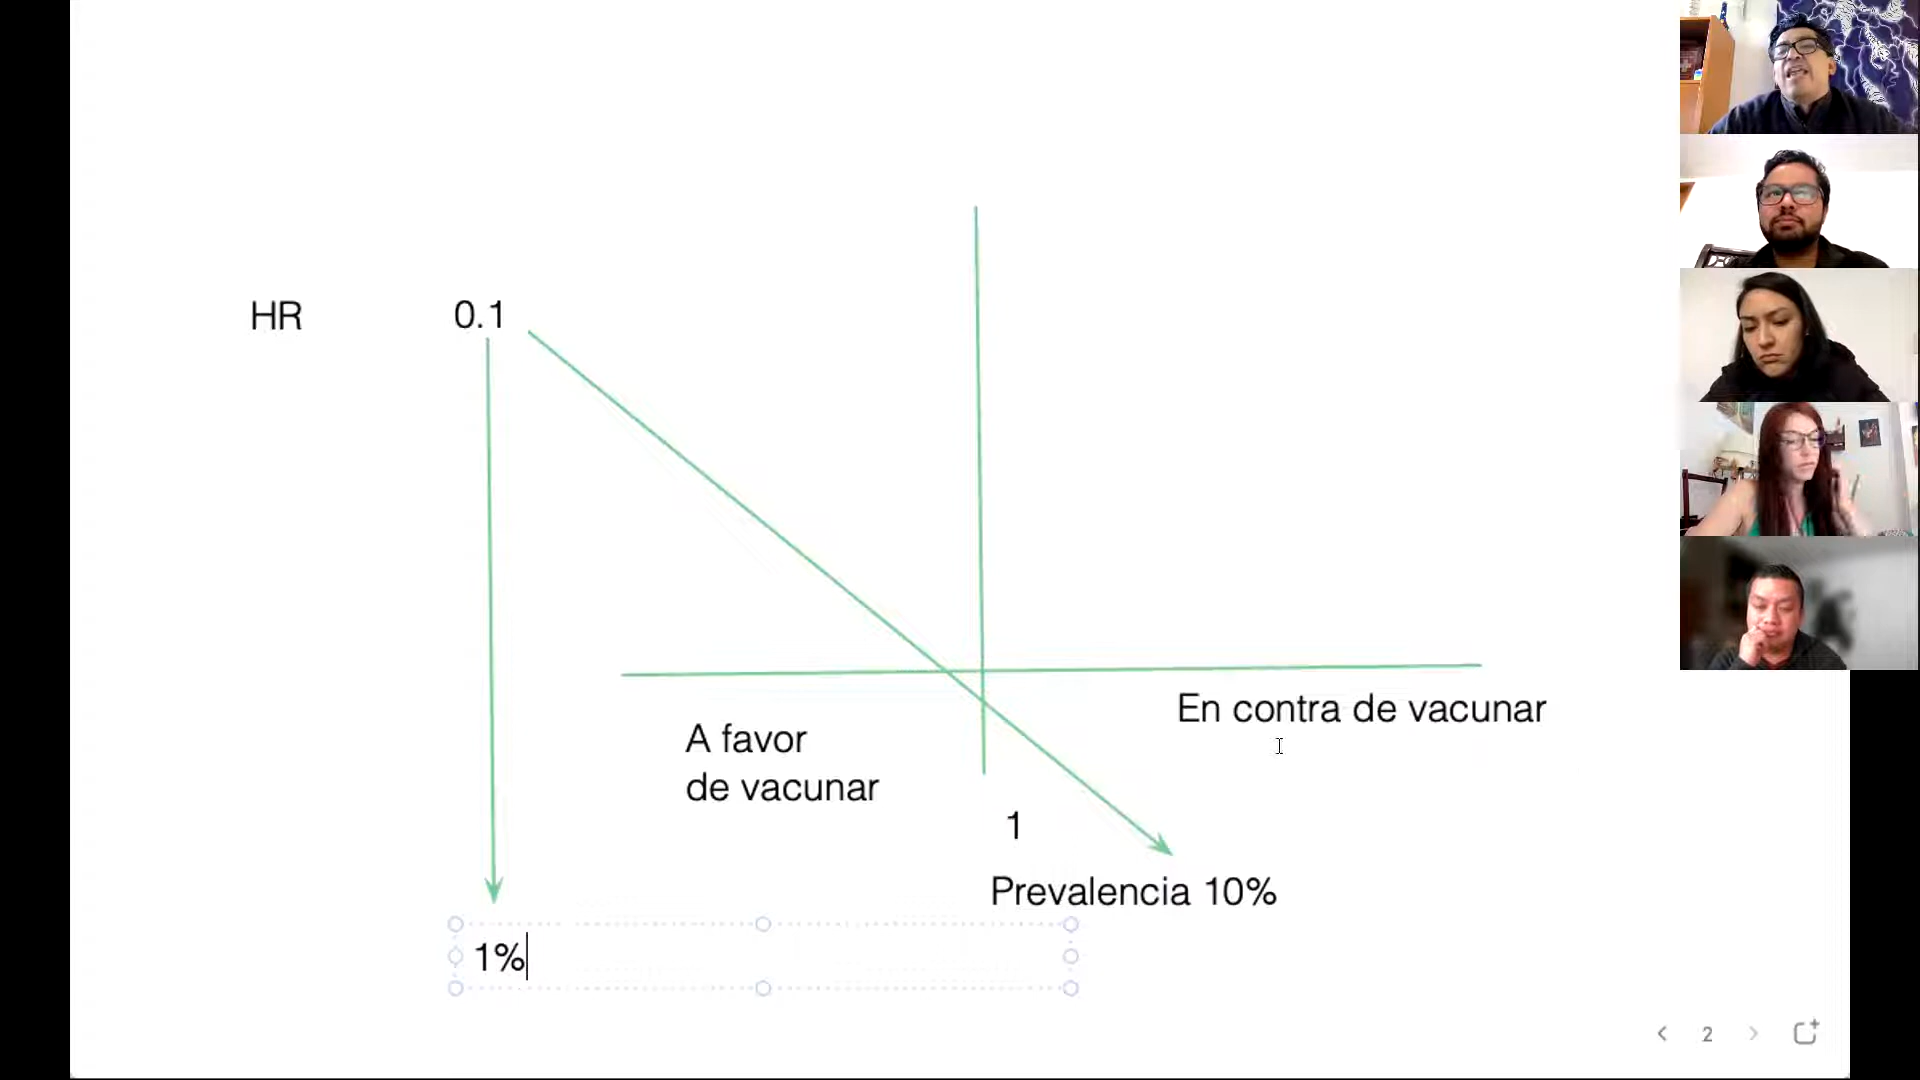 HR
0.1
En contra de vacunar
A favor
de vacunar
1
Prevalencia 10%
1%
2